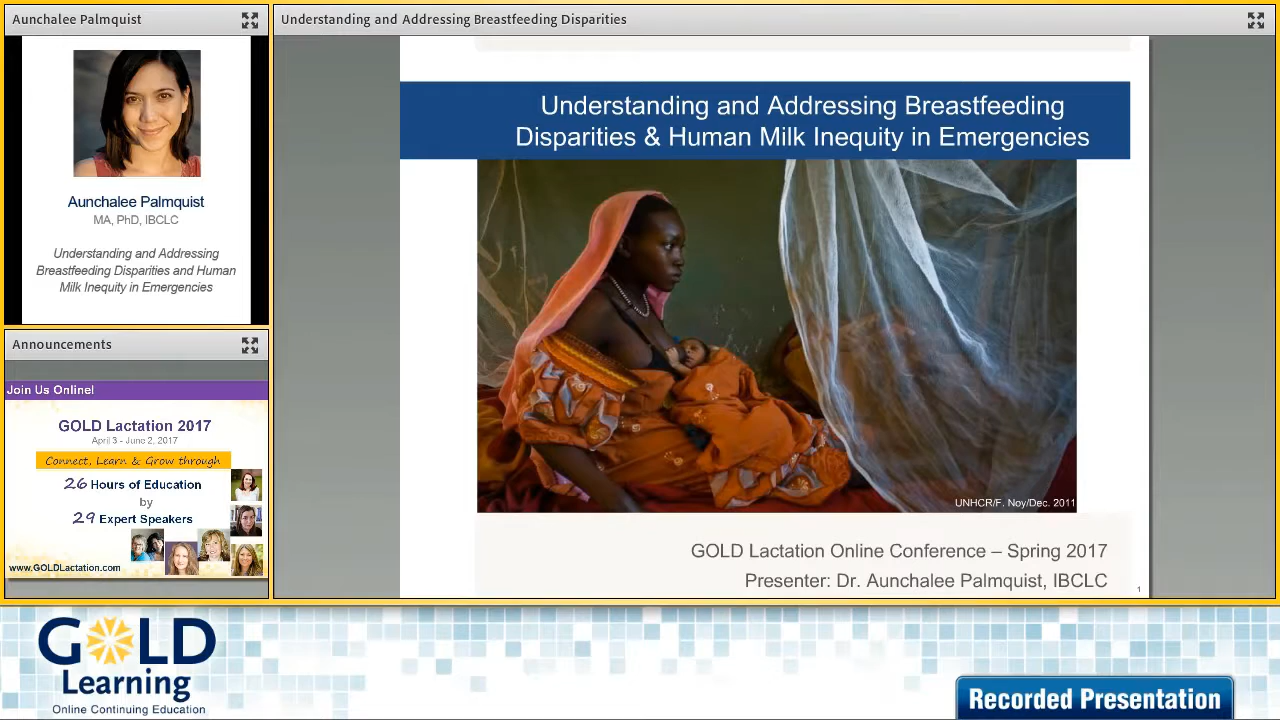 Aunchalee Palmquist
Aunchalee Palmquist
MA, PhD, IBCLC
Understanding and Addressing
Breastfeeding Disparities and Human
Milk Inequity in Emergencies
Announcements
Join Us Online!
GOLD Lactation 2017
April 3 - June 2, 2017
Connect, Learn & Grow through
26 Hours of Education
by
29 Expert Speakers
www.GOLDLactation.com
Understanding and Addressing Breastfeeding Disparities
Understanding and Addressing Breastfeeding
Disparities & Human Milk Inequity in Emergencies
UNHCR/F. Noy/Dec. 2011
GOLD Lactation Online Conference – Spring 2017
Presenter: Dr. Aunchalee Palmquist, IBCLC
1
GOLD
Learning
Online Continuing Education
Recorded Presentation